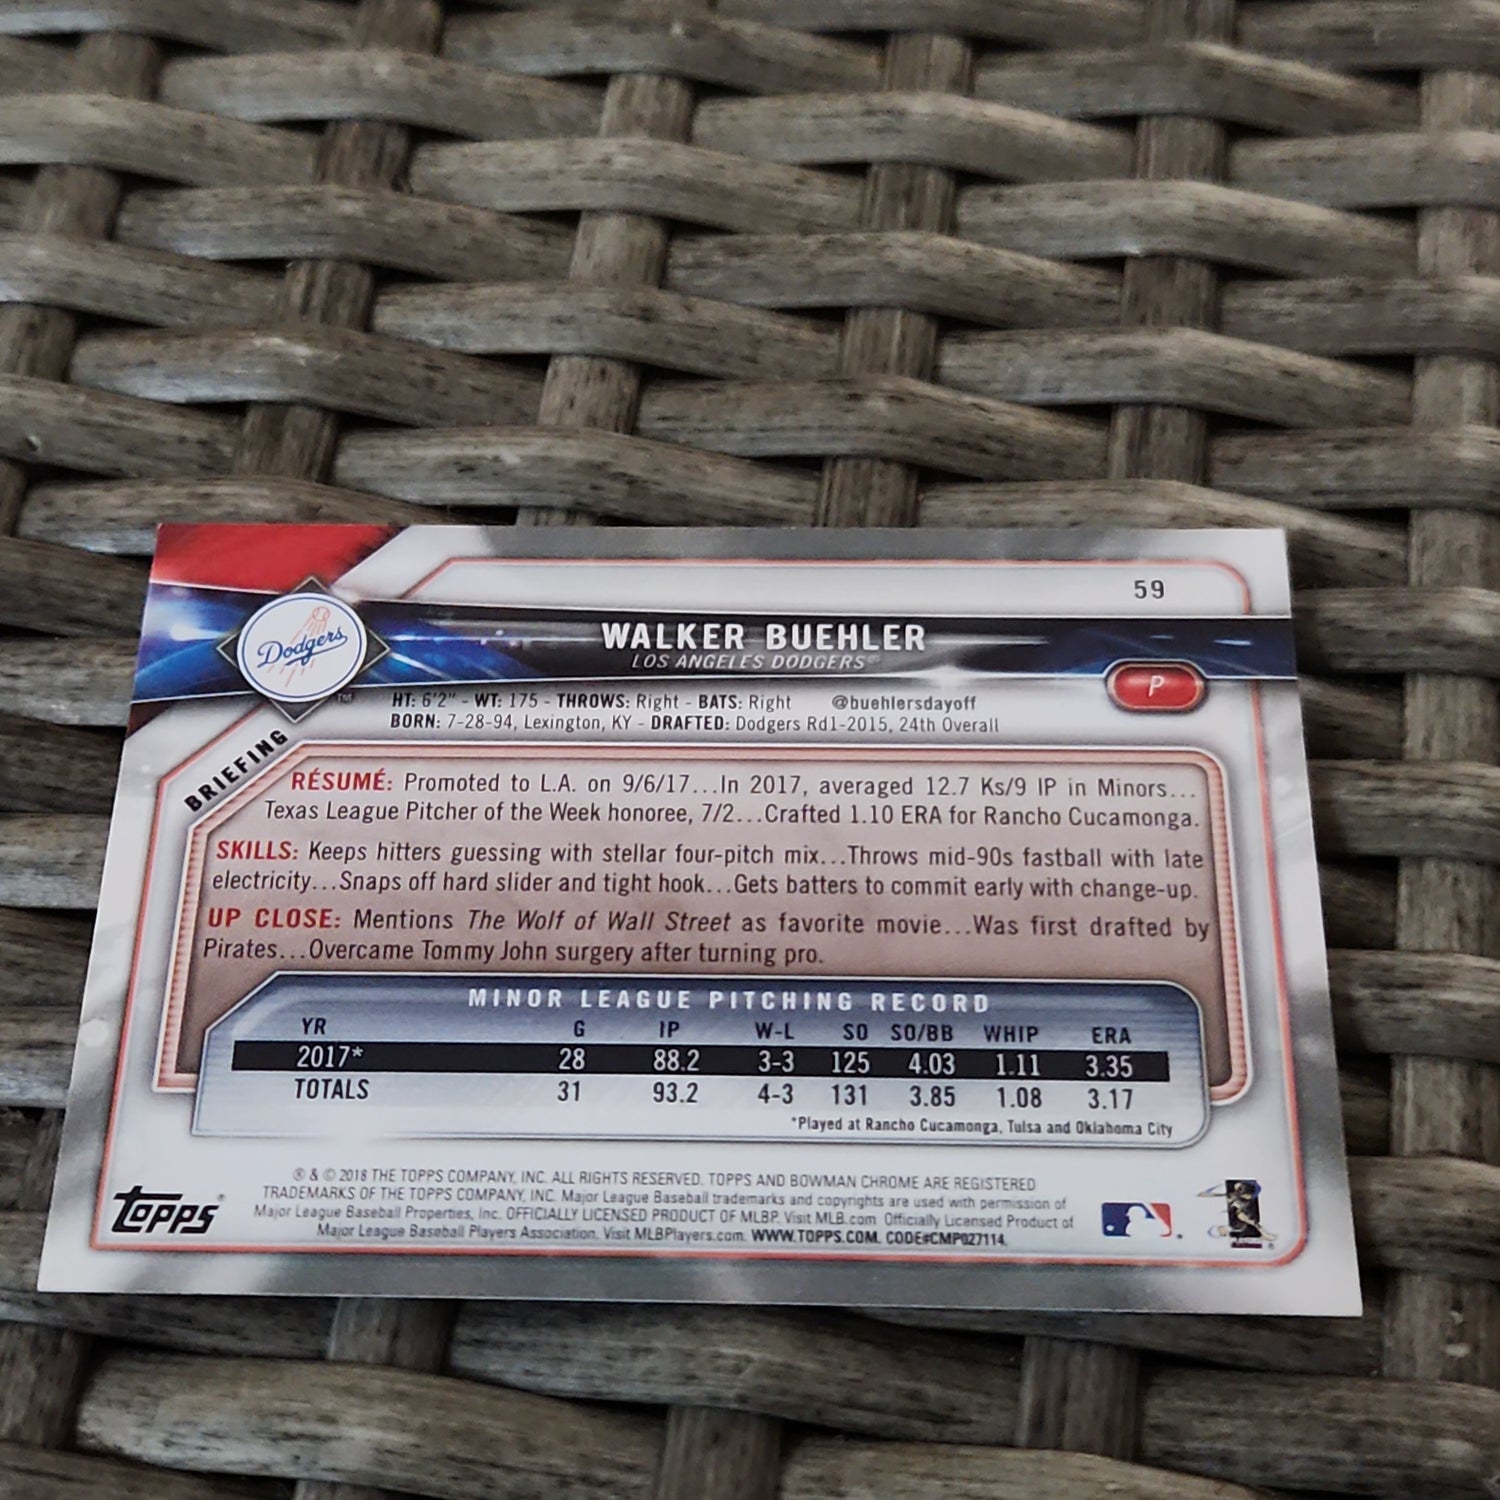 59
Dodgers
WALKER BUEHLER
LOS ANGELES DODGERS
P
HT: 6'2" - WT: 175 - THROWS: Right - BATS: Right @buehlersdayoff
BORN: 7-28-94, Lexington, KY - DRAFTED: Dodgers Rd1-2015, 24th Overall
BRIEFING
RÉSUMÉ: Promoted to L.A. on 9/6/17...In 2017, averaged 12.7 Ks/9 IP in Minors...
Texas League Pitcher of the Week honoree, 7/2...Crafted 1.10 ERA for Rancho Cucamonga.
SKILLS: Keeps hitters guessing with stellar four-pitch mix...Throws mid-90s fastball with late
electricity...Snaps off hard slider and tight hook...Gets batters to commit early with change-up.
UP CLOSE: Mentions The Wolf of Wall Street as favorite movie...Was first drafted by
Pirates...Overcame Tommy John surgery after turning pro.
MINOR LEAGUE PITCHING RECORD
YR G IP W-L SO SO/BB WHIP ERA
2017* 28 88.2 3-3 125 4.03 1.11 3.35
TOTALS 31 93.2 4-3 131 3.85 1.08 3.17
*Played at Rancho Cucamonga, Tulsa and Oklahoma City
® & © 2018 THE TOPPS COMPANY, INC. ALL RIGHTS RESERVED. TOPPS AND BOWMAN CHROME ARE REGISTERED
TRADEMARKS OF THE TOPPS COMPANY, INC. Major League Baseball trademarks and copyrights are used with permission of
Major League Baseball Properties, Inc. OFFICIALLY LICENSED PRODUCT OF MLBP. Visit MLB.com Officially Licensed Product of
Major League Baseball Players Association. Visit MLBPlayers.com. WWW.TOPPS.COM. CODE#CMP027114.
TOPPS